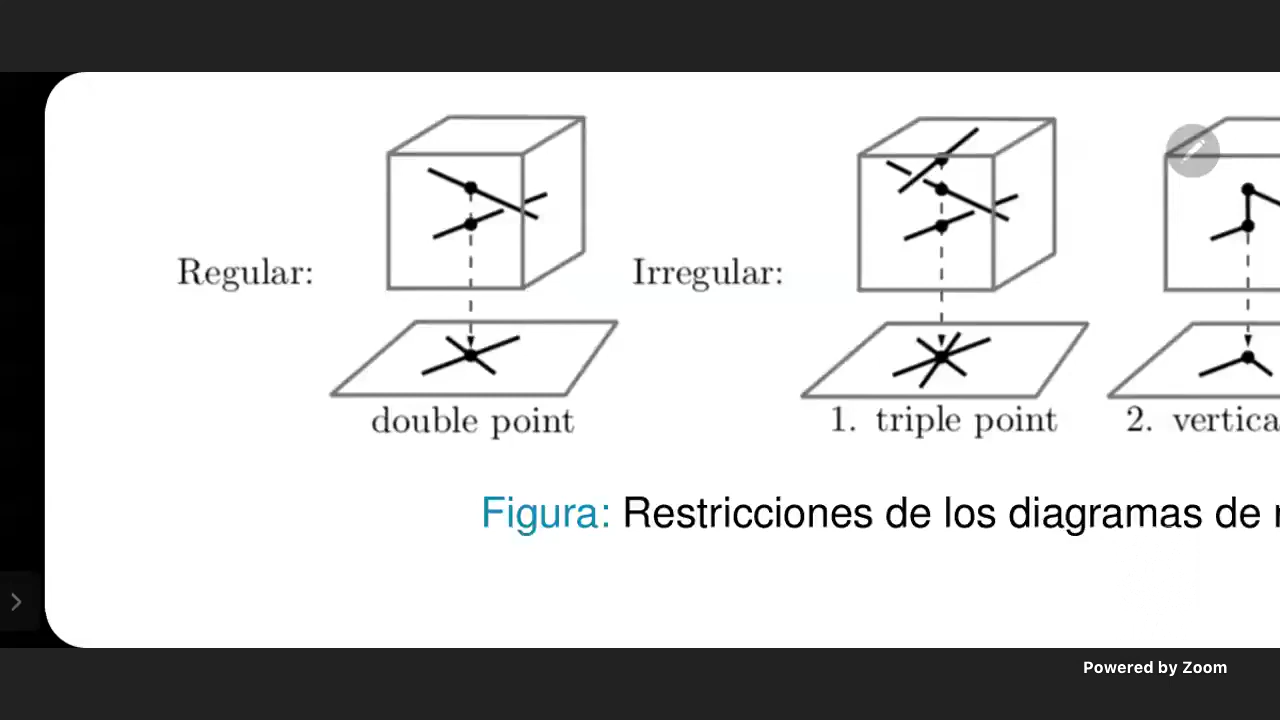 Regular:
Irregular:
double point
1. triple point
2. vertica
Figura: Restricciones de los diagramas de
Powered by Zoom